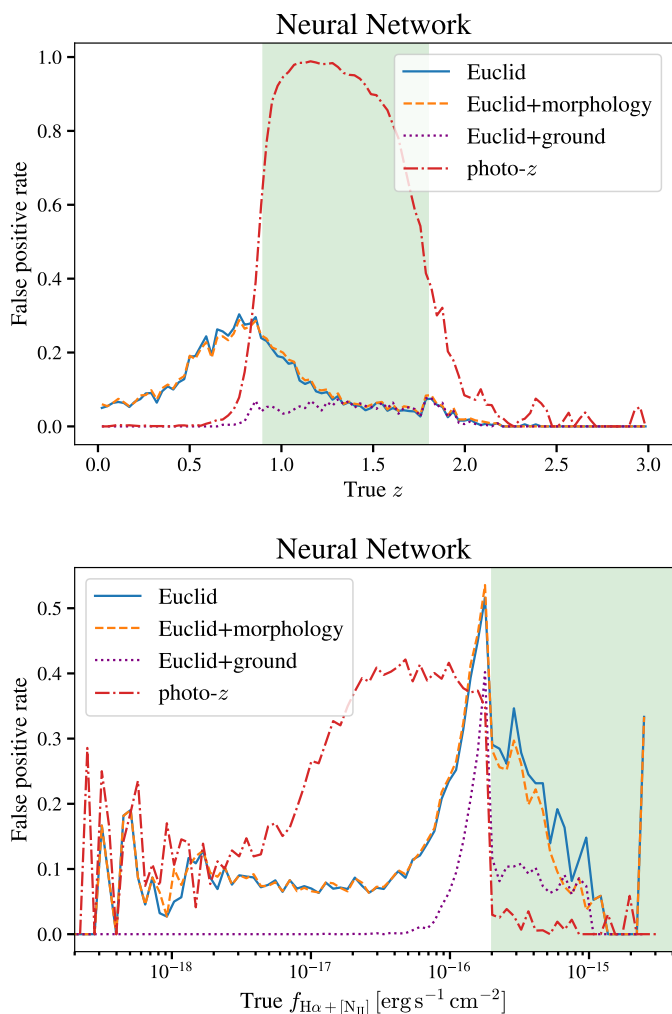 Neural Network
False positive rate
1.0
0.8
0.6
0.4
0.2
0.0
Euclid
Euclid+morphology
Euclid+ground
photo-z
0.0 0.5 1.0 1.5 2.0 2.5 3.0
True z
Neural Network
False positive rate
0.5
0.4
0.3
0.2
0.1
0.0
Euclid
Euclid+morphology
Euclid+ground
photo-z
10⁻¹⁸ 10⁻¹⁷ 10⁻¹⁶ 10⁻¹⁵
True f_Hα+[NII] [erg s⁻¹ cm⁻²]